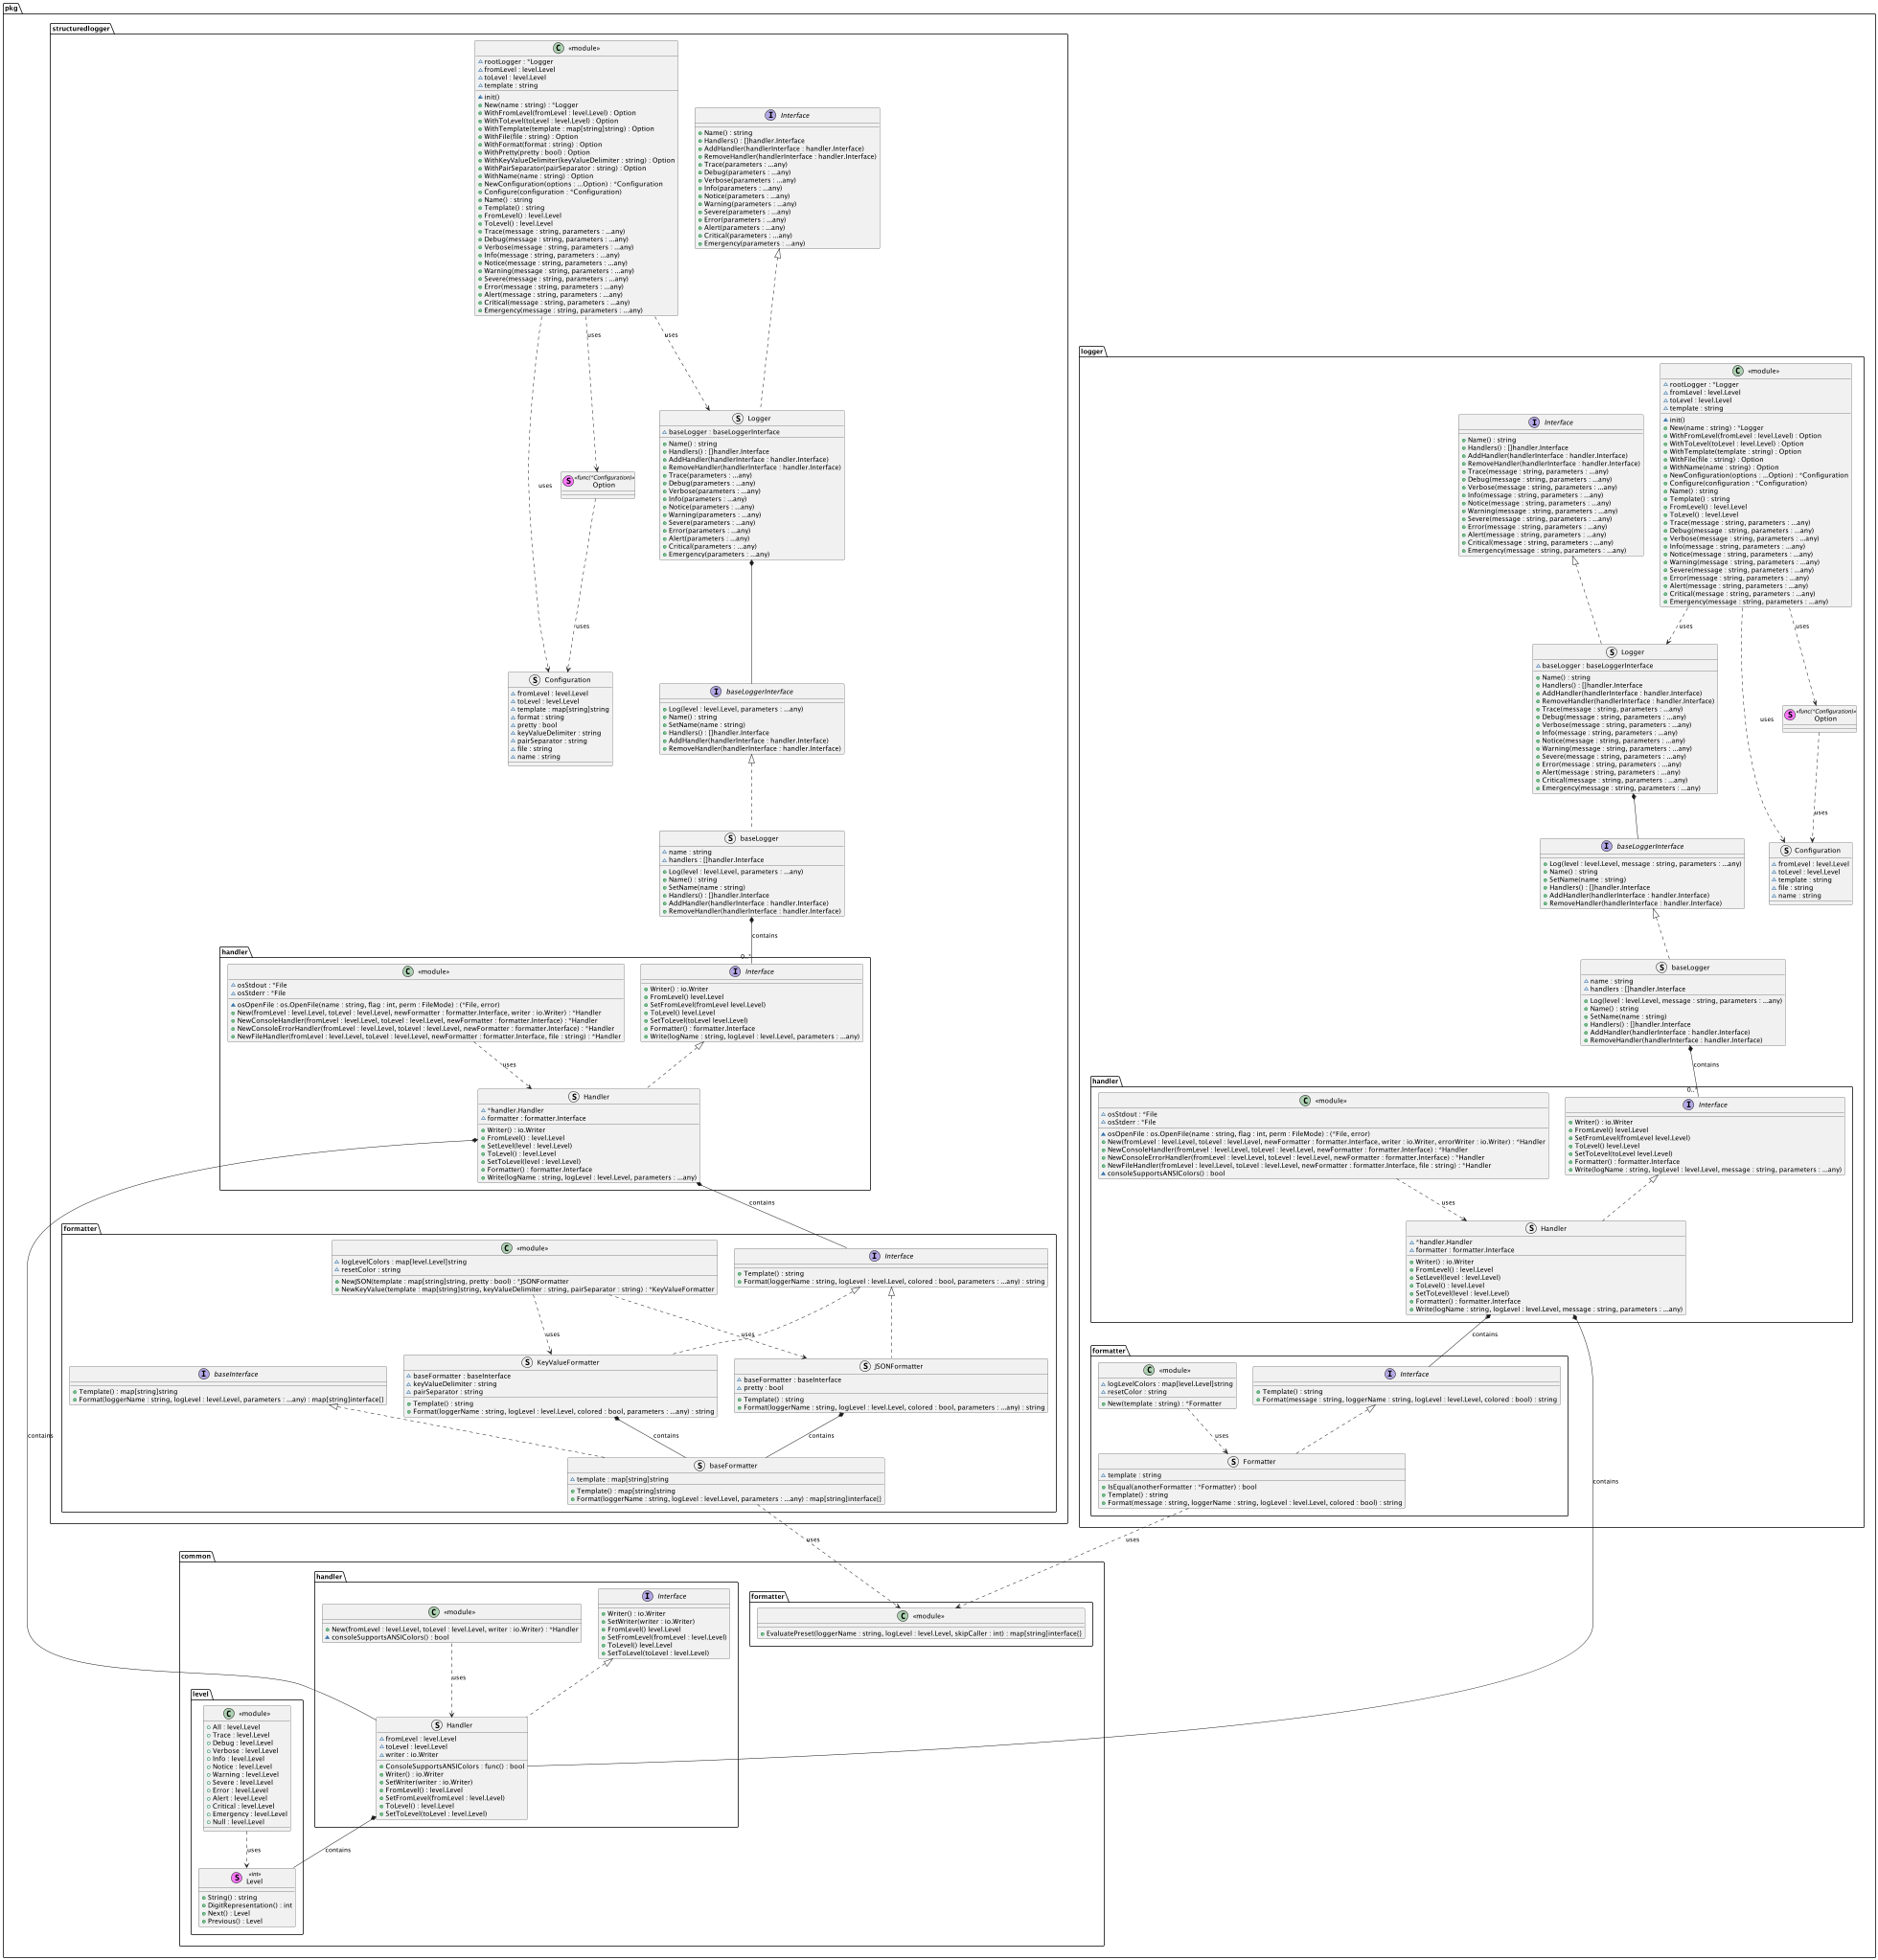 pkg
structuredlogger
«module»
rootLogger : *Logger
fromLevel : level.Level
toLevel : level.Level
template : string
init()
New(name : string) : *Logger
WithFromLevel(fromLevel : level.Level) : Option
WithToLevel(toLevel : level.Level) : Option
WithTemplate(template : map[string]string) : Option
WithFile(file : string) : Option
WithFormat(format : string) : Option
WithPretty(pretty : bool) : Option
WithKeyValueDelimiter(keyValueDelimiter : string) : Option
WithPairSeparator(pairSeparator : string) : Option
WithName(name : string) : Option
NewConfiguration(options : ...Option) : *Configuration
Configure(configuration : *Configuration)
Name() : string
Template() : string
FromLevel() : level.Level
ToLevel() : level.Level
Trace(message : string, parameters : ...any)
Debug(message : string, parameters : ...any)
Verbose(message : string, parameters : ...any)
Info(message : string, parameters : ...any)
Notice(message : string, parameters : ...any)
Warning(message : string, parameters : ...any)
Severe(message : string, parameters : ...any)
Error(message : string, parameters : ...any)
Alert(message : string, parameters : ...any)
Critical(message : string, parameters : ...any)
Emergency(message : string, parameters : ...any)
Interface
Name() : string
Handlers() : []handler.Interface
AddHandler(handlerInterface : handler.Interface)
RemoveHandler(handlerInterface : handler.Interface)
Trace(parameters : ...any)
Debug(parameters : ...any)
Verbose(parameters : ...any)
Info(parameters : ...any)
Notice(parameters : ...any)
Warning(parameters : ...any)
Severe(parameters : ...any)
Error(parameters : ...any)
Alert(parameters : ...any)
Critical(parameters : ...any)
Emergency(parameters : ...any)
uses
uses
uses
Logger
baseLogger : baseLoggerInterface
Name() : string
Handlers() : []handler.Interface
AddHandler(handlerInterface : handler.Interface)
RemoveHandler(handlerInterface : handler.Interface)
Trace(parameters : ...any)
Debug(parameters : ...any)
Verbose(parameters : ...any)
Info(parameters : ...any)
Notice(parameters : ...any)
Warning(parameters : ...any)
Severe(parameters : ...any)
Error(parameters : ...any)
Alert(parameters : ...any)
Critical(parameters : ...any)
Emergency(parameters : ...any)
«func(*Configuration)»
Option
uses
Configuration
fromLevel : level.Level
toLevel : level.Level
template : map[string]string
format : string
pretty : bool
keyValueDelimiter : string
pairSeparator : string
file : string
name : string
baseLoggerInterface
Log(level : level.Level, parameters : ...any)
Name() : string
SetName(name : string)
Handlers() : []handler.Interface
AddHandler(handlerInterface : handler.Interface)
RemoveHandler(handlerInterface : handler.Interface)
baseLogger
name : string
handlers : []handler.Interface
Log(level : level.Level, parameters : ...any)
Name() : string
SetName(name : string)
Handlers() : []handler.Interface
AddHandler(handlerInterface : handler.Interface)
RemoveHandler(handlerInterface : handler.Interface)
contains
0..*
handler
«module»
osStdout : *File
osStderr : *File
osOpenFile : os.OpenFile(name : string, flag : int, perm : FileMode) : (*File, error)
New(fromLevel : level.Level, toLevel : level.Level, newFormatter : formatter.Interface, writer : io.Writer) : *Handler
NewConsoleHandler(fromLevel : level.Level, toLevel : level.Level, newFormatter : formatter.Interface) : *Handler
NewConsoleErrorHandler(fromLevel : level.Level, toLevel : level.Level, newFormatter : formatter.Interface) : *Handler
NewFileHandler(fromLevel : level.Level, toLevel : level.Level, newFormatter : formatter.Interface, file : string) : *Handler
Interface
Writer() : io.Writer
FromLevel() level.Level
SetFromLevel(fromLevel level.Level)
ToLevel() level.Level
SetToLevel(toLevel level.Level)
Formatter() : formatter.Interface
Write(logName : string, logLevel : level.Level, parameters : ...any)
uses
Handler
*handler.Handler
formatter : formatter.Interface
Writer() : io.Writer
FromLevel() : level.Level
SetLevel(level : level.Level)
ToLevel() : level.Level
SetToLevel(level : level.Level)
Formatter() : formatter.Interface
Write(logName : string, logLevel : level.Level, parameters : ...any)
contains
contains
formatter
«module»
logLevelColors : map[level.Level]string
resetColor : string
NewJSON(template : map[string]string, pretty : bool) : *JSONFormatter
NewKeyValue(template : map[string]string, keyValueDelimiter : string, pairSeparator : string) : *KeyValueFormatter
Interface
Template() : string
Format(loggerName : string, logLevel : level.Level, colored : bool, parameters : ...any) : string
uses
uses
baseInterface
Template() : map[string]string
Format(loggerName : string, logLevel : level.Level, parameters : ...any) : map[string]interface{}
KeyValueFormatter
baseFormatter : baseInterface
keyValueDelimiter : string
pairSeparator : string
Template() : string
Format(loggerName : string, logLevel : level.Level, colored : bool, parameters : ...any) : string
JSONFormatter
baseFormatter : baseInterface
pretty : bool
Template() : string
Format(loggerName : string, logLevel : level.Level, colored : bool, parameters : ...any) : string
contains
contains
baseFormatter
template : map[string]string
Template() : map[string]string
Format(loggerName : string, logLevel : level.Level, parameters : ...any) : map[string]interface{}
uses
logger
«module»
rootLogger : *Logger
fromLevel : level.Level
toLevel : level.Level
template : string
init()
New(name : string) : *Logger
WithFromLevel(fromLevel : level.Level) : Option
WithToLevel(toLevel : level.Level) : Option
WithTemplate(template : string) : Option
WithFile(file : string) : Option
WithName(name : string) : Option
NewConfiguration(options : ...Option) : *Configuration
Configure(configuration : *Configuration)
Name() : string
Template() : string
FromLevel() : level.Level
ToLevel() : level.Level
Trace(message : string, parameters : ...any)
Debug(message : string, parameters : ...any)
Verbose(message : string, parameters : ...any)
Info(message : string, parameters : ...any)
Notice(message : string, parameters : ...any)
Warning(message : string, parameters : ...any)
Severe(message : string, parameters : ...any)
Error(message : string, parameters : ...any)
Alert(message : string, parameters : ...any)
Critical(message : string, parameters : ...any)
Emergency(message : string, parameters : ...any)
Interface
Name() : string
Handlers() : []handler.Interface
AddHandler(handlerInterface : handler.Interface)
RemoveHandler(handlerInterface : handler.Interface)
Trace(message : string, parameters : ...any)
Debug(message : string, parameters : ...any)
Verbose(message : string, parameters : ...any)
Info(message : string, parameters : ...any)
Notice(message : string, parameters : ...any)
Warning(message : string, parameters : ...any)
Severe(message : string, parameters : ...any)
Error(message : string, parameters : ...any)
Alert(message : string, parameters : ...any)
Critical(message : string, parameters : ...any)
Emergency(message : string, parameters : ...any)
uses
uses
uses
Logger
baseLogger : baseLoggerInterface
Name() : string
Handlers() : []handler.Interface
AddHandler(handlerInterface : handler.Interface)
RemoveHandler(handlerInterface : handler.Interface)
Trace(message : string, parameters : ...any)
Debug(message : string, parameters : ...any)
Verbose(message : string, parameters : ...any)
Info(message : string, parameters : ...any)
Notice(message : string, parameters : ...any)
Warning(message : string, parameters : ...any)
Severe(message : string, parameters : ...any)
Error(message : string, parameters : ...any)
Alert(message : string, parameters : ...any)
Critical(message : string, parameters : ...any)
Emergency(message : string, parameters : ...any)
«func(*Configuration)»
Option
uses
baseLoggerInterface
Log(level : level.Level, message : string, parameters : ...any)
Name() : string
SetName(name : string)
Handlers() : []handler.Interface
AddHandler(handlerInterface : handler.Interface)
RemoveHandler(handlerInterface : handler.Interface)
Configuration
fromLevel : level.Level
toLevel : level.Level
template : string
file : string
name : string
baseLogger
name : string
handlers : []handler.Interface
Log(level : level.Level, message : string, parameters : ...any)
Name() : string
SetName(name : string)
Handlers() : []handler.Interface
AddHandler(handlerInterface : handler.Interface)
RemoveHandler(handlerInterface : handler.Interface)
contains
0..*
handler
«module»
osStdout : *File
osStderr : *File
osOpenFile : os.OpenFile(name : string, flag : int, perm : FileMode) : (*File, error)
New(fromLevel : level.Level, toLevel : level.Level, newFormatter : formatter.Interface, writer : io.Writer, errorWriter : io.Writer) : *Handler
NewConsoleHandler(fromLevel : level.Level, toLevel : level.Level, newFormatter : formatter.Interface) : *Handler
NewConsoleErrorHandler(fromLevel : level.Level, toLevel : level.Level, newFormatter : formatter.Interface) : *Handler
NewFileHandler(fromLevel : level.Level, toLevel : level.Level, newFormatter : formatter.Interface, file : string) : *Handler
consoleSupportsANSIColors() : bool
Interface
Writer() : io.Writer
FromLevel() level.Level
SetFromLevel(fromLevel level.Level)
ToLevel() level.Level
SetToLevel(toLevel level.Level)
Formatter() : formatter.Interface
Write(logName : string, logLevel : level.Level, message : string, parameters : ...any)
uses
Handler
*handler.Handler
formatter : formatter.Interface
Writer() : io.Writer
FromLevel() : level.Level
SetLevel(level : level.Level)
ToLevel() : level.Level
SetToLevel(level : level.Level)
Formatter() : formatter.Interface
Write(logName : string, logLevel : level.Level, message : string, parameters : ...any)
contains
contains
formatter
«module»
logLevelColors : map[level.Level]string
resetColor : string
New(template : string) : *Formatter
Interface
Template() : string
Format(message : string, loggerName : string, logLevel : level.Level, colored : bool) : string
uses
Formatter
template : string
IsEqual(anotherFormatter : *Formatter) : bool
Template() : string
Format(message : string, loggerName : string, logLevel : level.Level, colored : bool) : string
uses
common
handler
«module»
New(fromLevel : level.Level, toLevel : level.Level, writer : io.Writer) : *Handler
consoleSupportsANSIColors() : bool
Interface
Writer() : io.Writer
SetWriter(writer : io.Writer)
FromLevel() level.Level
SetFromLevel(fromLevel : level.Level)
ToLevel() level.Level
SetToLevel(toLevel : level.Level)
uses
Handler
fromLevel : level.Level
toLevel : level.Level
writer : io.Writer
ConsoleSupportsANSIColors : func() : bool
Writer() : io.Writer
SetWriter(writer : io.Writer)
FromLevel() : level.Level
SetFromLevel(fromLevel : level.Level)
ToLevel() : level.Level
SetToLevel(toLevel : level.Level)
contains
formatter
«module»
EvaluatePreset(loggerName : string, logLevel : level.Level, skipCaller : int) : map[string]interface{}
level
«module»
All : level.Level
Trace : level.Level
Debug : level.Level
Verbose : level.Level
Info : level.Level
Notice : level.Level
Warning : level.Level
Severe : level.Level
Error : level.Level
Alert : level.Level
Critical : level.Level
Emergency : level.Level
Null : level.Level
uses
«int»
Level
String() : string
DigitRepresentation() : int
Next() : Level
Previous() : Level